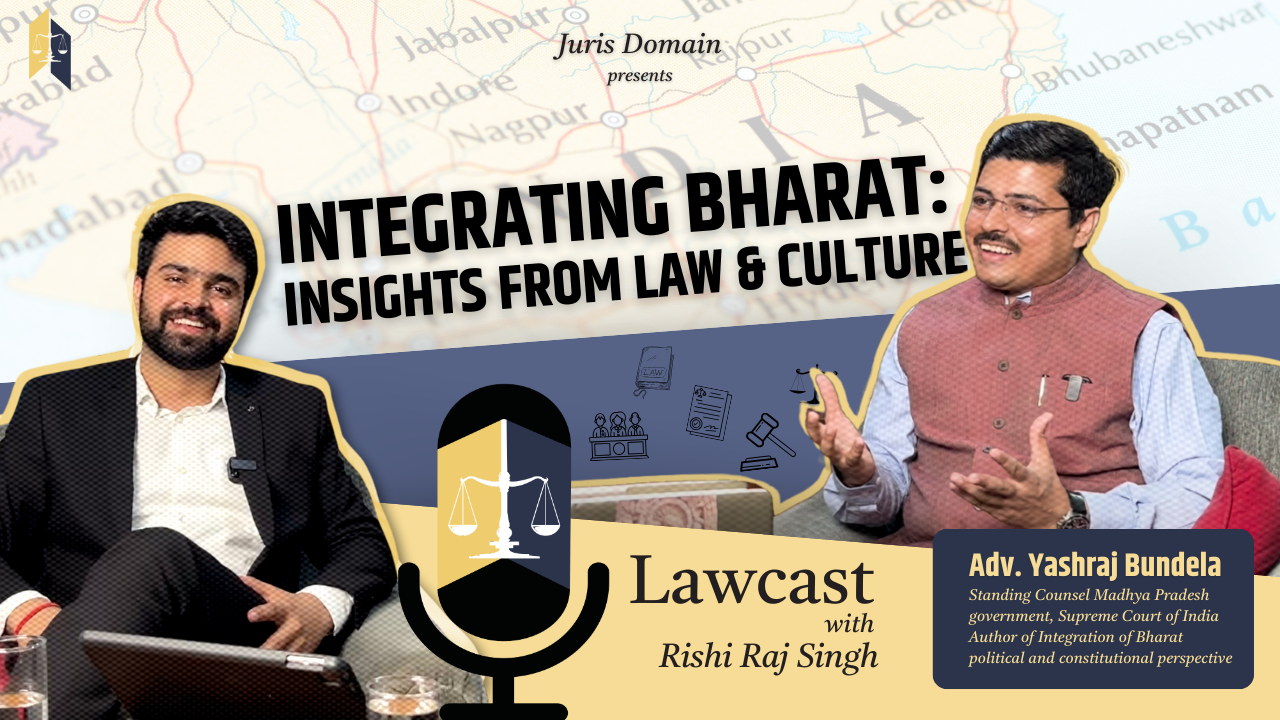 Juris Domain
presents
Jabalpur
Indore
Nagpur
Raipur
Bhubaneshwar
apatnam
adabad
I N D I A
B a
INTEGRATING BHARAT:
INSIGHTS FROM LAW & CULTURE
LAW
Lawcast
with
Rishi Raj Singh
Adv. Yashraj Bundela
Standing Counsel Madhya Pradesh
government, Supreme Court of India
Author of Integration of Bharat
political and constitutional perspective